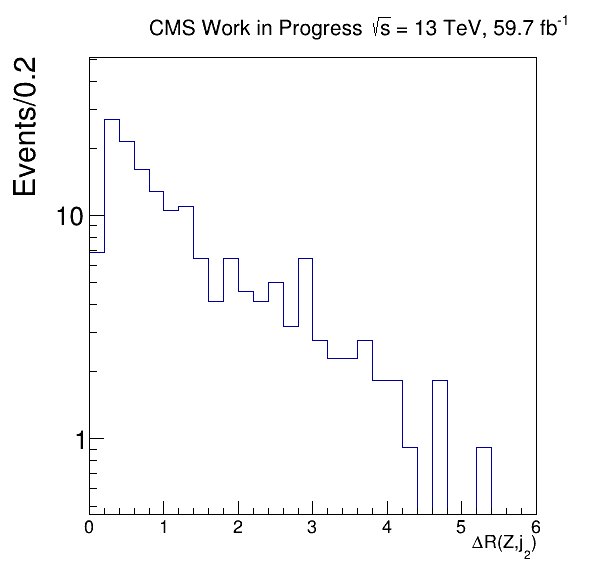 CMS Work in Progress √s = 13 TeV, 59.7 fb⁻¹
Events/0.2
10
1
0 1 2 3 4 5 6
ΔR(Z,j₂)